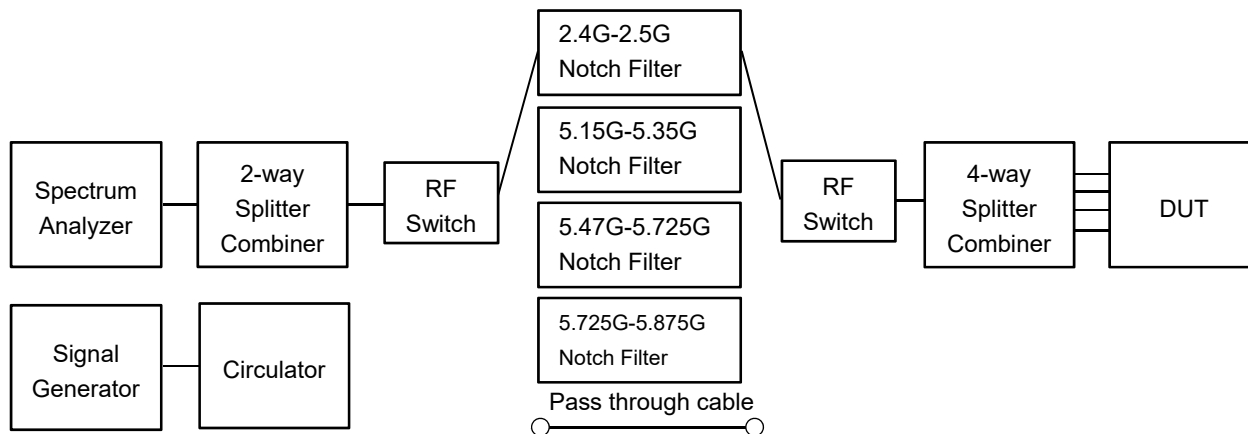 2.4G-2.5G
Notch Filter
5.15G-5.35G
Notch Filter
5.47G-5.725G
Notch Filter
5.725G-5.875G
Notch Filter
Pass through cable
Spectrum
Analyzer
2-way
Splitter
Combiner
RF
Switch
RF
Switch
4-way
Splitter
Combiner
DUT
Signal
Generator
Circulator